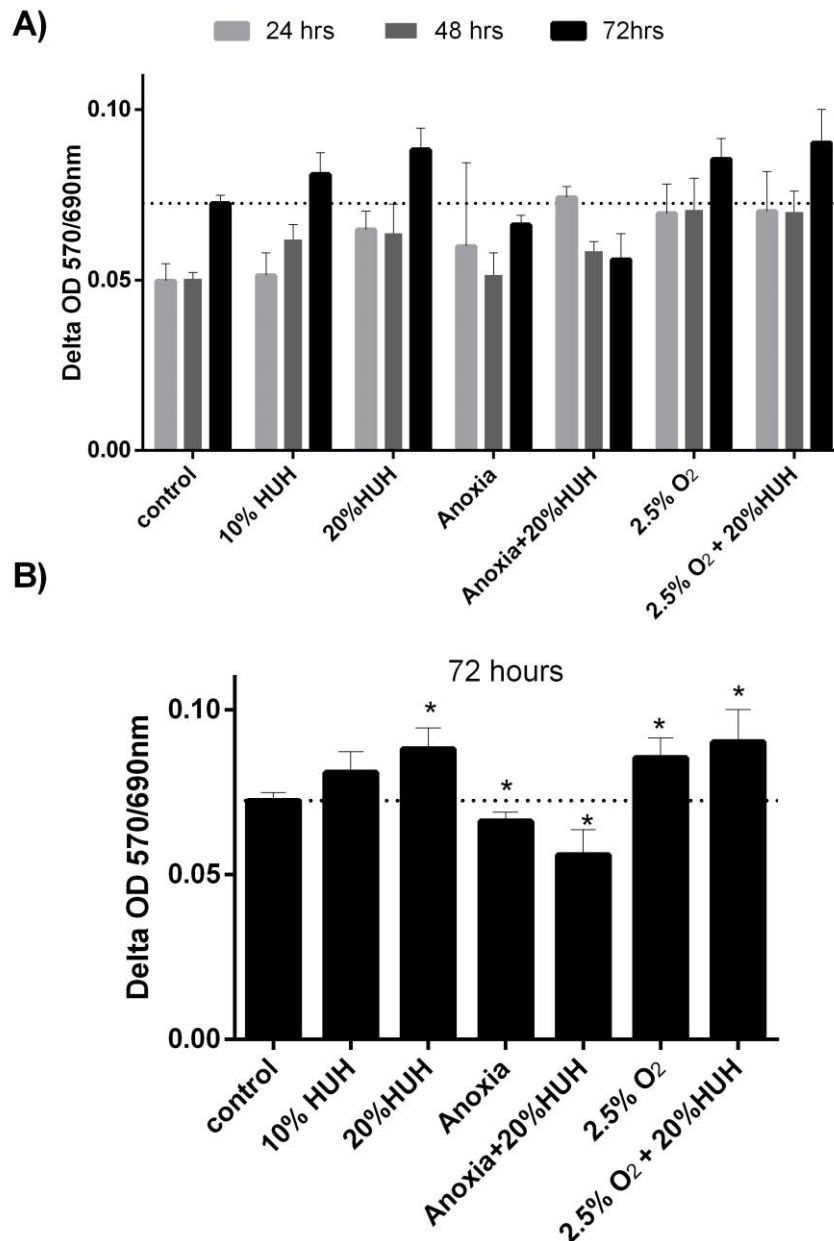 A)
24 hrs 48 hrs 72hrs
Delta OD 570/690nm
0.10
0.05
0.00
control
10% HUH
20%HUH
Anoxia
Anoxia+20%HUH
2.5% O₂
2.5% O₂ + 20%HUH
B)
72 hours
Delta OD 570/690nm
0.10
0.05
0.00
* * * * *
control
10% HUH
20%HUH
Anoxia
Anoxia+20%HUH
2.5% O₂
2.5% O₂ + 20%HUH